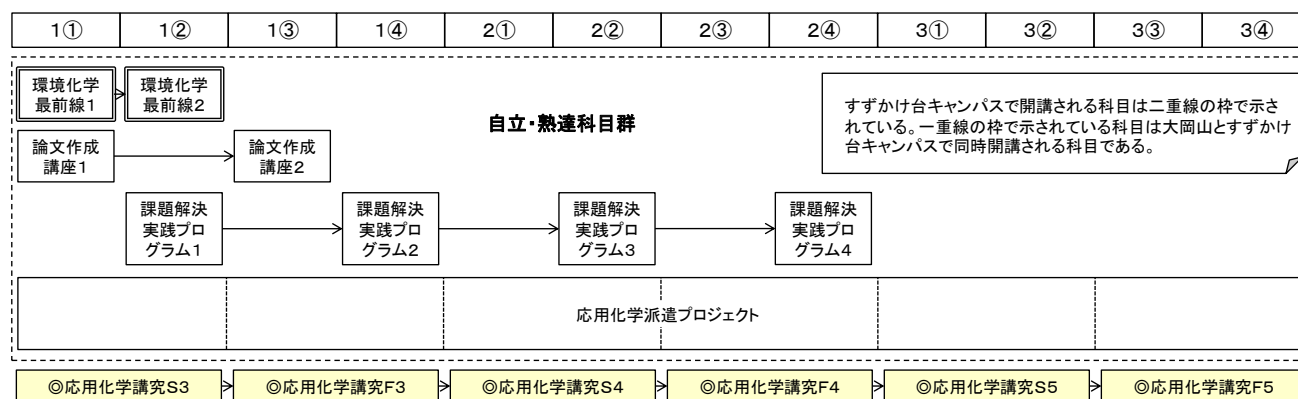 1① 1② 1③ 1④ 2① 2② 2③ 2④ 3① 3② 3③ 3④
環境化学
最前線1
環境化学
最前線2
自立・熟達科目群
すずかけ台キャンパスで開講される科目は二重線の枠で示さ
れている。一重線の枠で示されている科目は大岡山とすずかけ
台キャンパスで同時開講される科目である。
論文作成
講座1
論文作成
講座2
課題解決
実践プロ
グラム1
課題解決
実践プロ
グラム2
課題解決
実践プロ
グラム3
課題解決
実践プロ
グラム4
応用化学派遣プロジェクト
◎応用化学講究S3 ◎応用化学講究F3 ◎応用化学講究S4 ◎応用化学講究F4 ◎応用化学講究S5 ◎応用化学講究F5